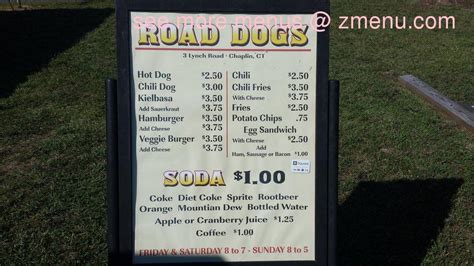 see more menus @ zmenu.com
ROAD DOGS
3 Lynch Road · Chaplin, CT
Hot Dog $2.50
Chili Dog $3.00
Kielbasa $3.50
Add Sauerkraut $3.75
Hamburger $3.50
Add Cheese $3.75
Veggie Burger $3.50
Add Cheese $3.75
Chili $2.50
With Cheese $3.75
Chili Fries $3.50
With Cheese $3.75
Fries $2.50
Potato Chips .75
Egg Sandwich
With Cheese $2.50
Add
Ham, Sausage or Bacon $1.00
SODA $1.00
Coke Diet Coke Sprite Rootbeer
Orange Mountian Dew Bottled Water
Apple or Cranberry Juice $1.25
Coffee $1.00
FRIDAY & SATURDAY 8 to 7 - SUNDAY 8 to 5